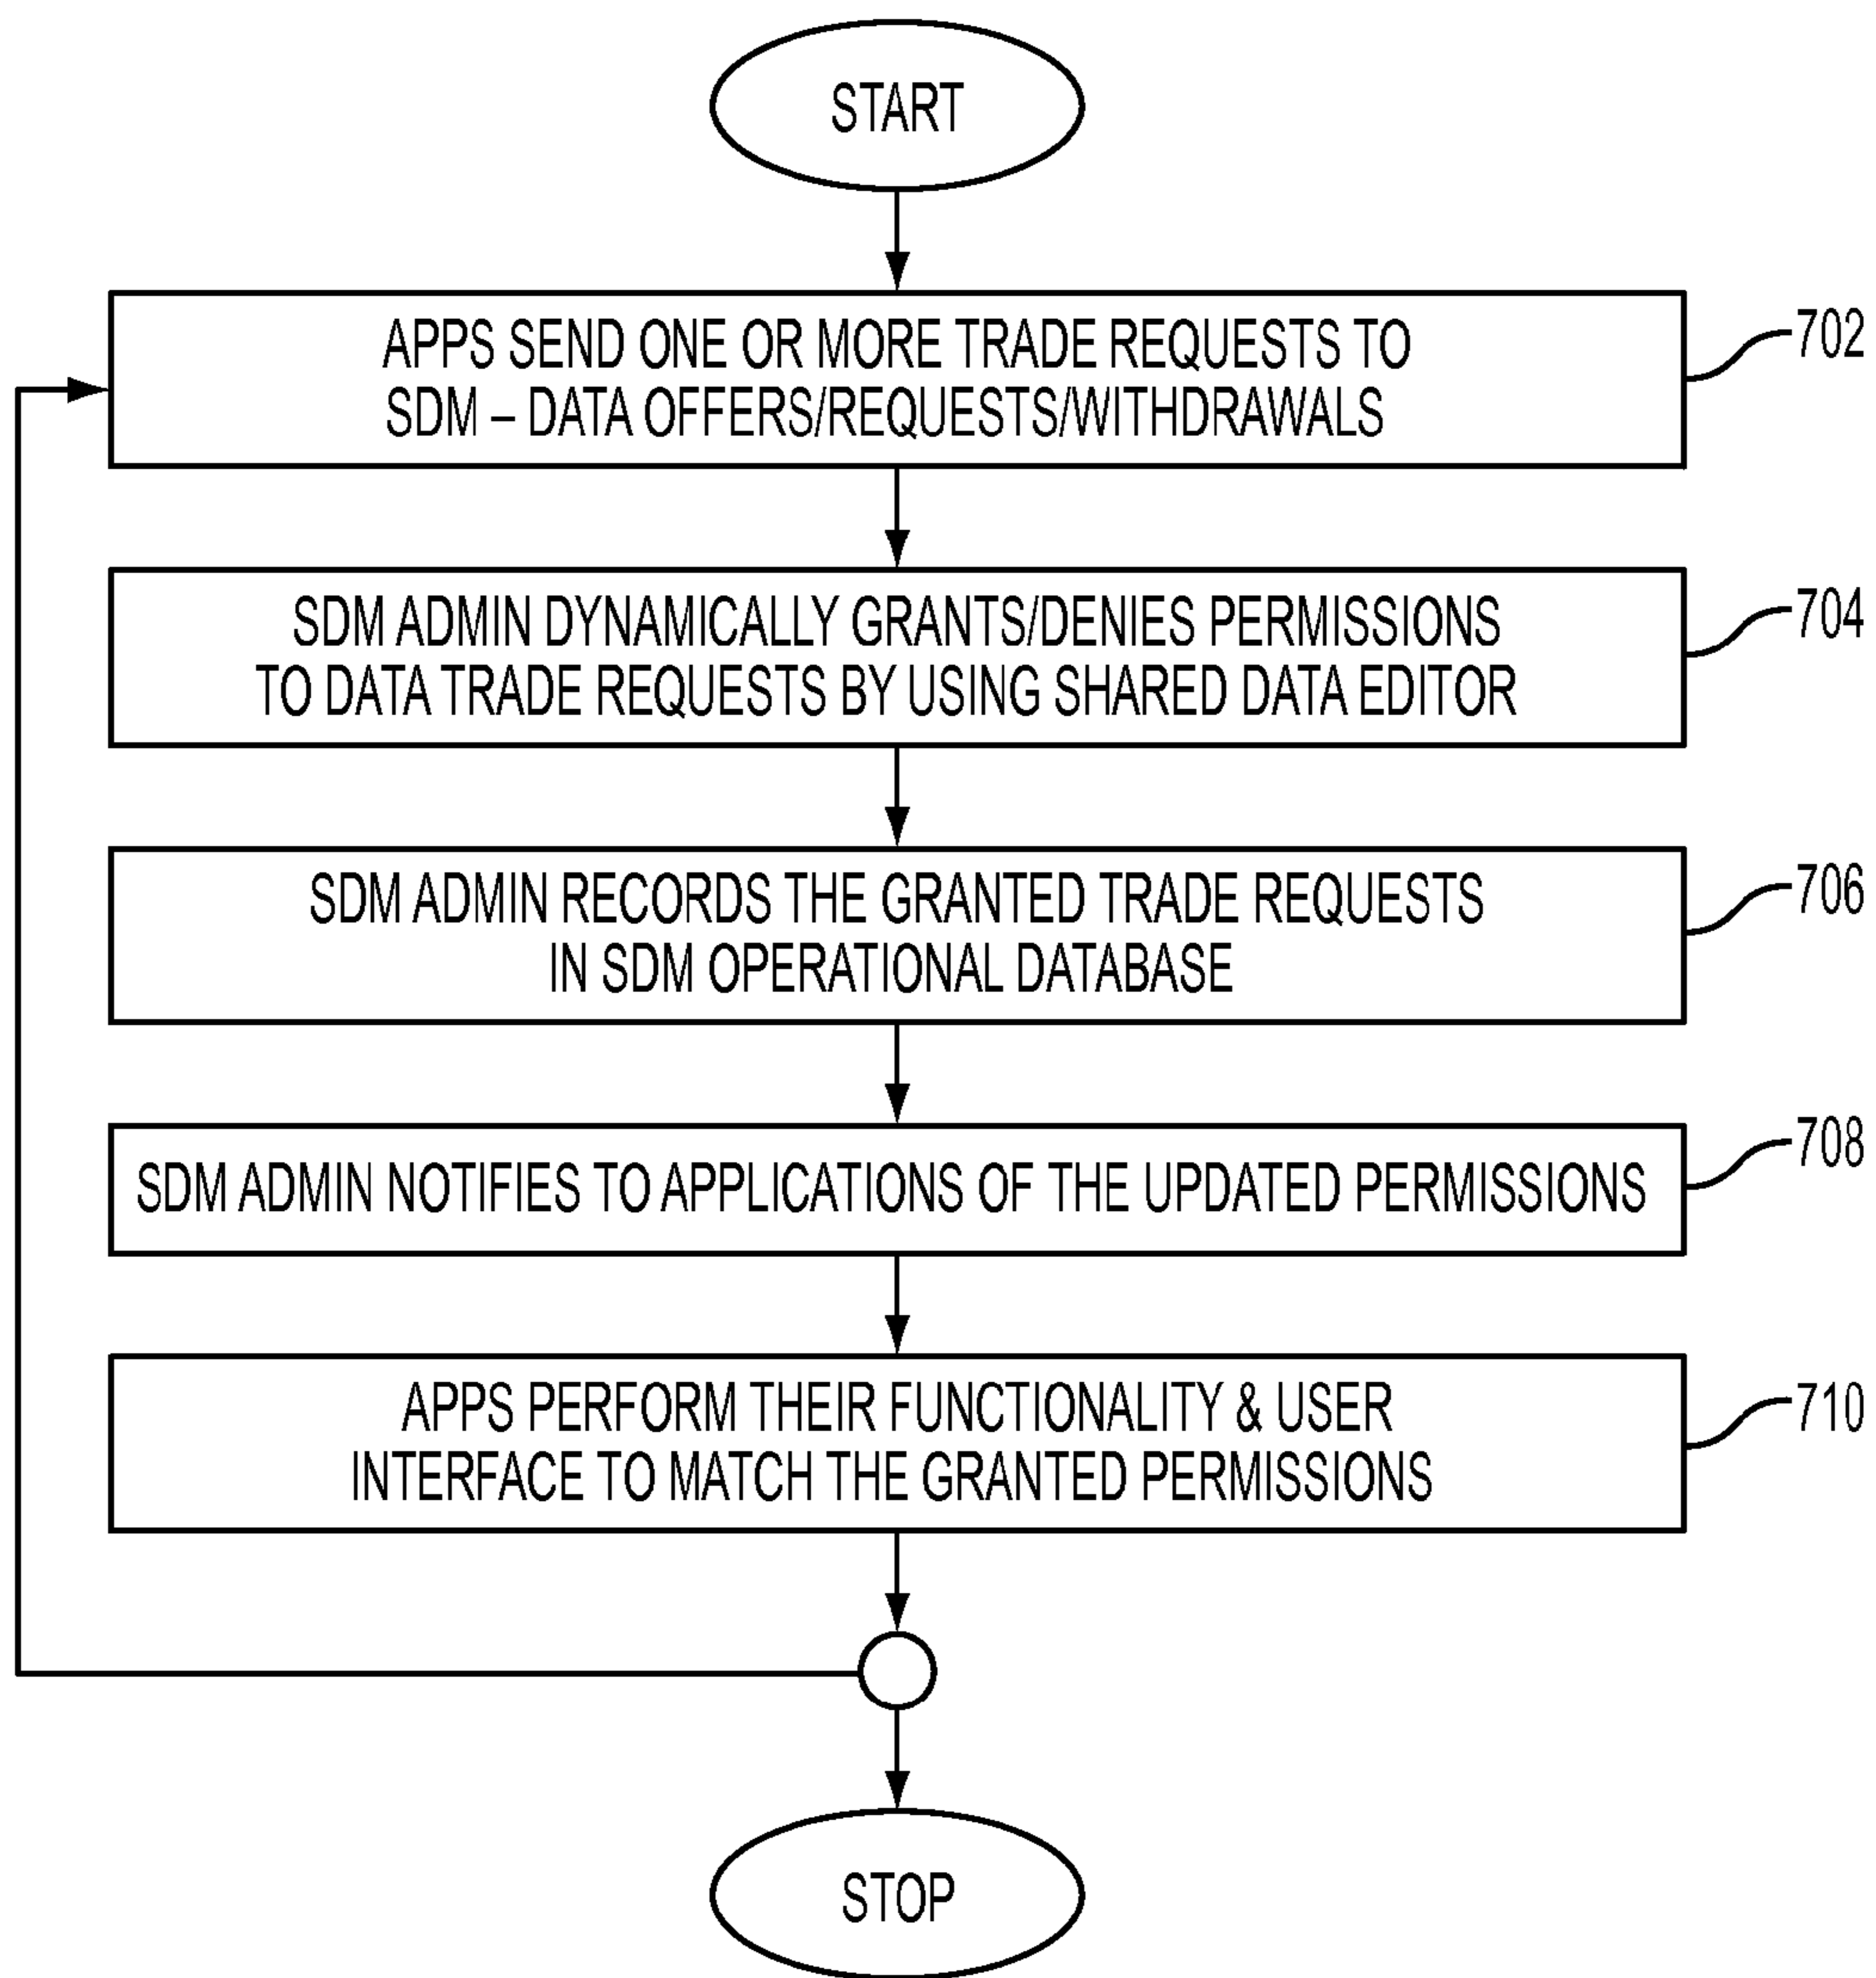 START
APPS SEND ONE OR MORE TRADE REQUESTS TO
SDM – DATA OFFERS/REQUESTS/WITHDRAWALS
702
SDM ADMIN DYNAMICALLY GRANTS/DENIES PERMISSIONS
TO DATA TRADE REQUESTS BY USING SHARED DATA EDITOR
704
SDM ADMIN RECORDS THE GRANTED TRADE REQUESTS
IN SDM OPERATIONAL DATABASE
706
SDM ADMIN NOTIFIES TO APPLICATIONS OF THE UPDATED PERMISSIONS
708
APPS PERFORM THEIR FUNCTIONALITY & USER
INTERFACE TO MATCH THE GRANTED PERMISSIONS
710
STOP